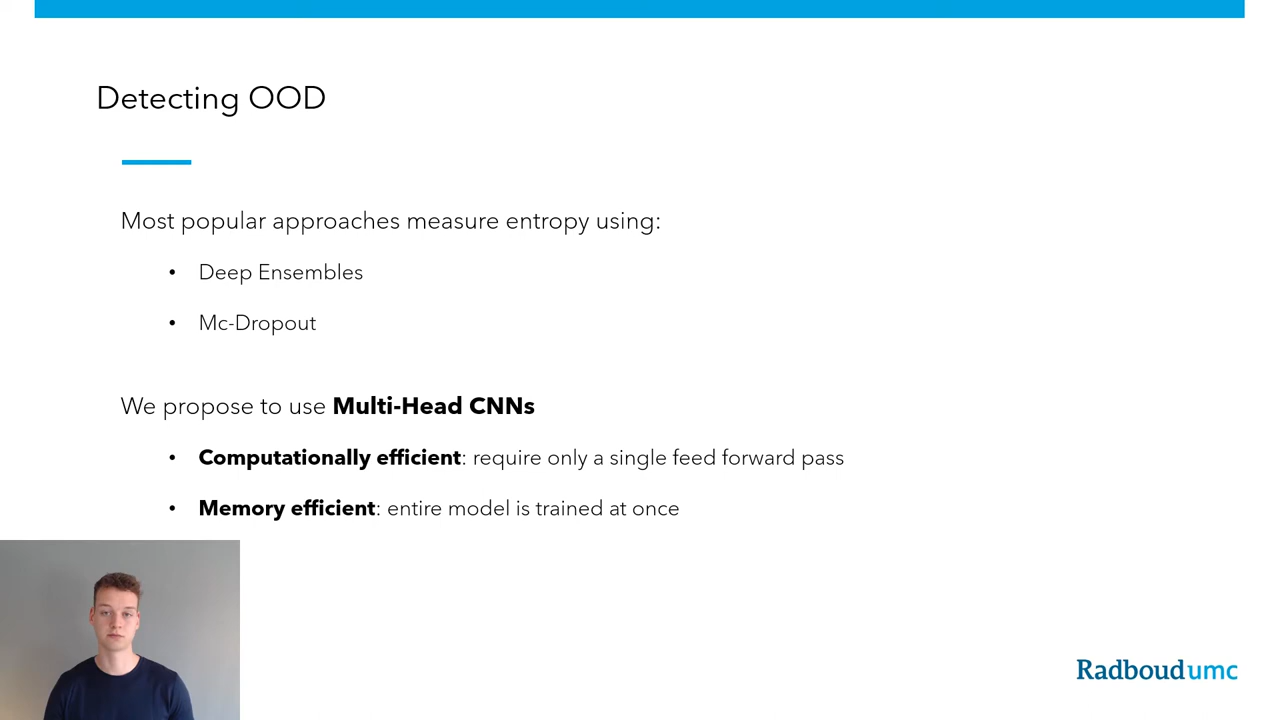 Detecting OOD
Most popular approaches measure entropy using:
• Deep Ensembles
• Mc-Dropout
We propose to use Multi-Head CNNs
• Computationally efficient: require only a single feed forward pass
• Memory efficient: entire model is trained at once
Radboudumc